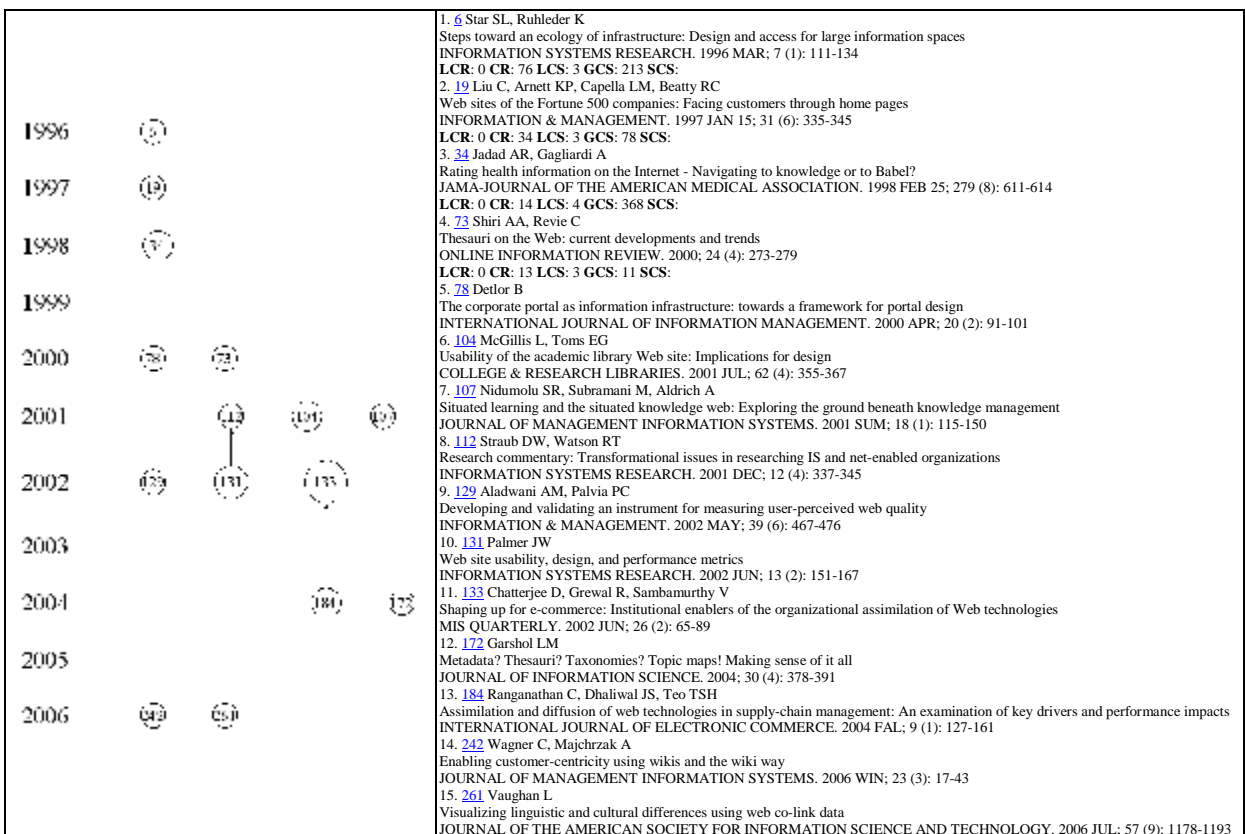 1996
1997
1998
1999
2000
2001
2002
2003
2004
2005
2006
19
78
73
131
1. 6 Star SL, Ruhleder K
Steps toward an ecology of infrastructure: Design and access for large information spaces
INFORMATION SYSTEMS RESEARCH. 1996 MAR; 7 (1): 111-134
LCR: 0 CR: 76 LCS: 3 GCS: 213 SCS:
2. 19 Liu C, Arnett KP, Capella LM, Beatty RC
Web sites of the Fortune 500 companies: Facing customers through home pages
INFORMATION & MANAGEMENT. 1997 JAN 15; 31 (6): 335-345
LCR: 0 CR: 34 LCS: 3 GCS: 78 SCS:
3. 34 Jadad AR, Gagliardi A
Rating health information on the Internet - Navigating to knowledge or to Babel?
JAMA-JOURNAL OF THE AMERICAN MEDICAL ASSOCIATION. 1998 FEB 25; 279 (8): 611-614
LCR: 0 CR: 14 LCS: 4 GCS: 368 SCS:
4. 73 Shiri AA, Revie C
Thesauri on the Web: current developments and trends
ONLINE INFORMATION REVIEW. 2000; 24 (4): 273-279
LCR: 0 CR: 13 LCS: 3 GCS: 11 SCS:
5. 78 Detlor B
The corporate portal as information infrastructure: towards a framework for portal design
INTERNATIONAL JOURNAL OF INFORMATION MANAGEMENT. 2000 APR; 20 (2): 91-101
6. 104 McGillis L, Toms EG
Usability of the academic library Web site: Implications for design
COLLEGE & RESEARCH LIBRARIES. 2001 JUL; 62 (4): 355-367
7. 107 Nidumolu SR, Subramani M, Aldrich A
Situated learning and the situated knowledge web: Exploring the ground beneath knowledge management
JOURNAL OF MANAGEMENT INFORMATION SYSTEMS. 2001 SUM; 18 (1): 115-150
8. 112 Straub DW, Watson RT
Research commentary: Transformational issues in researching IS and net-enabled organizations
INFORMATION SYSTEMS RESEARCH. 2001 DEC; 12 (4): 337-345
9. 129 Aladwani AM, Palvia PC
Developing and validating an instrument for measuring user-perceived web quality
INFORMATION & MANAGEMENT. 2002 MAY; 39 (6): 467-476
10. 131 Palmer JW
Web site usability, design, and performance metrics
INFORMATION SYSTEMS RESEARCH. 2002 JUN; 13 (2): 151-167
11. 133 Chatterjee D, Grewal R, Sambamurthy V
Shaping up for e-commerce: Institutional enablers of the organizational assimilation of Web technologies
MIS QUARTERLY. 2002 JUN; 26 (2): 65-89
12. 172 Garshol LM
Metadata? Thesauri? Taxonomies? Topic maps! Making sense of it all
JOURNAL OF INFORMATION SCIENCE. 2004; 30 (4): 378-391
13. 184 Ranganathan C, Dhaliwal JS, Teo TSH
Assimilation and diffusion of web technologies in supply-chain management: An examination of key drivers and performance impacts
INTERNATIONAL JOURNAL OF ELECTRONIC COMMERCE. 2004 FAL; 9 (1): 127-161
14. 242 Wagner C, Majchrzak A
Enabling customer-centricity using wikis and the wiki way
JOURNAL OF MANAGEMENT INFORMATION SYSTEMS. 2006 WIN; 23 (3): 17-43
15. 261 Vaughan L
Visualizing linguistic and cultural differences using web co-link data
JOURNAL OF THE AMERICAN SOCIETY FOR INFORMATION SCIENCE AND TECHNOLOGY. 2006 JUL; 57 (9): 1178-1193